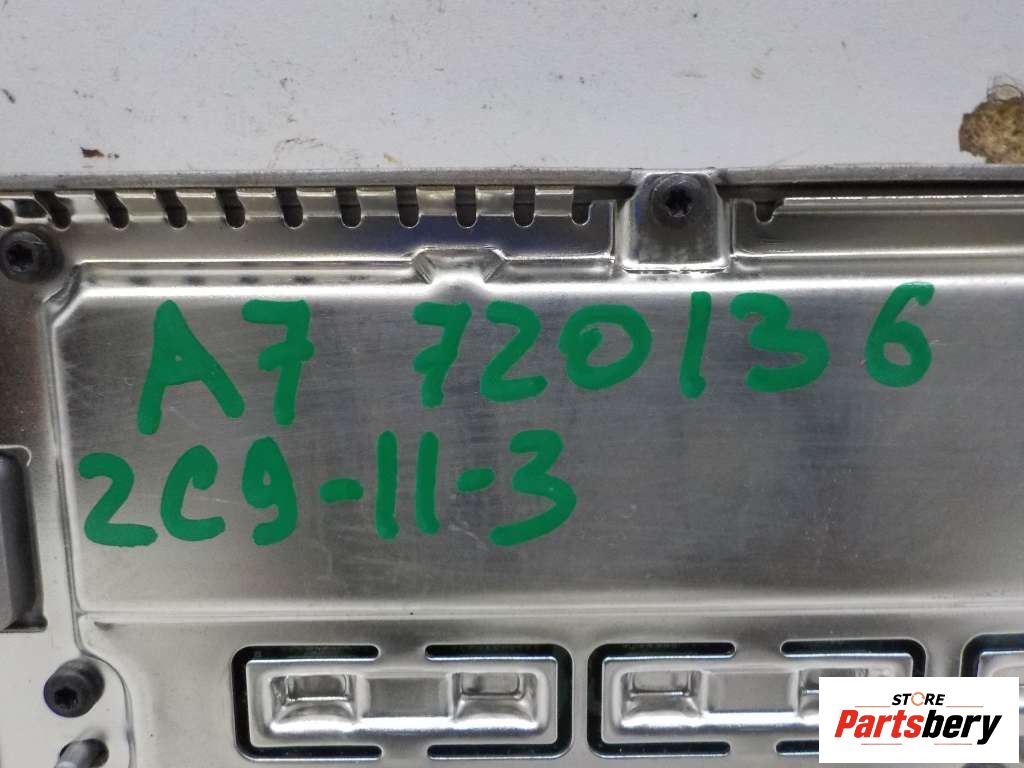 A7 720136
2C9-11-3
STORE
Partsbery